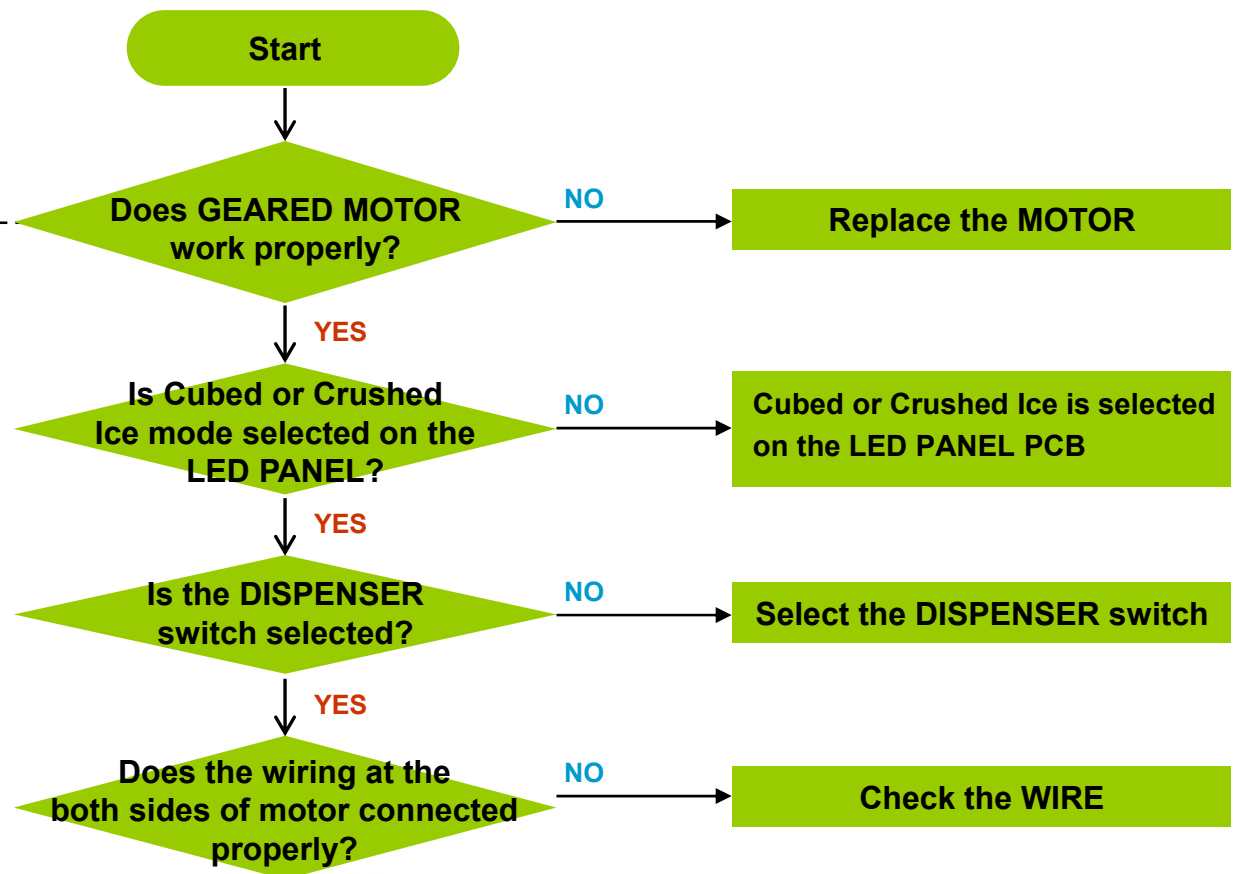 Start
Does GEARED MOTOR
work properly?
NO
Replace the MOTOR
YES
Is Cubed or Crushed
Ice mode selected on the
LED PANEL?
NO
Cubed or Crushed Ice is selected
on the LED PANEL PCB
YES
Is the DISPENSER
switch selected?
NO
Select the DISPENSER switch
YES
Does the wiring at the
both sides of motor connected
properly?
NO
Check the WIRE